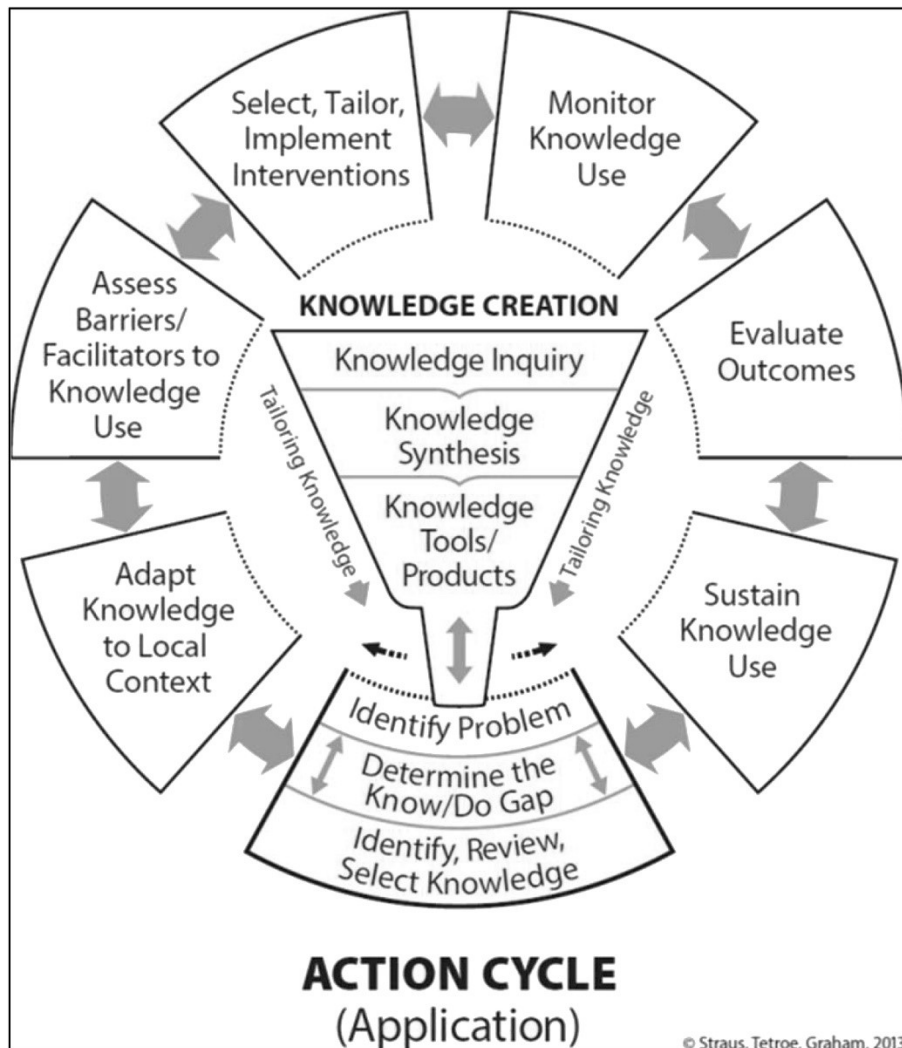 Select, Tailor,
Implement
Interventions
Monitor
Knowledge
Use
Assess
Barriers/
Facilitators to
Knowledge
Use
KNOWLEDGE CREATION
Evaluate
Outcomes
Knowledge Inquiry
Knowledge
Synthesis
Knowledge
Tools/
Products
Tailoring Knowledge
Tailoring Knowledge
Adapt
Knowledge
to Local
Context
Sustain
Knowledge
Use
Identify Problem
Determine the
Know/Do Gap
Identify, Review,
Select Knowledge
ACTION CYCLE
(Application)
© Straus, Tetroe, Graham, 2013